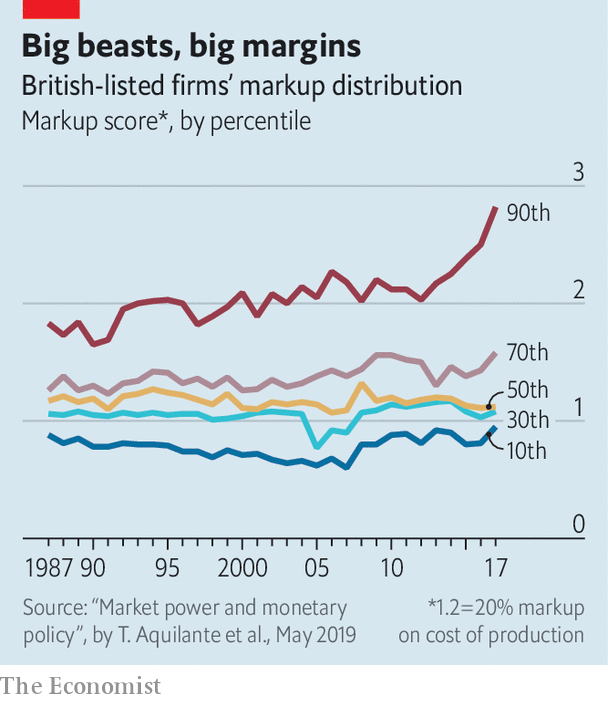 Big beasts, big margins
British-listed firms’ markup distribution
Markup score*, by percentile
3
90th
2
70th
50th
1
30th
10th
0
1987 90 95 2000 05 10 17
Source: “Market power and monetary
policy”, by T. Aquilante et al., May 2019
*1.2=20% markup
on cost of production
The Economist